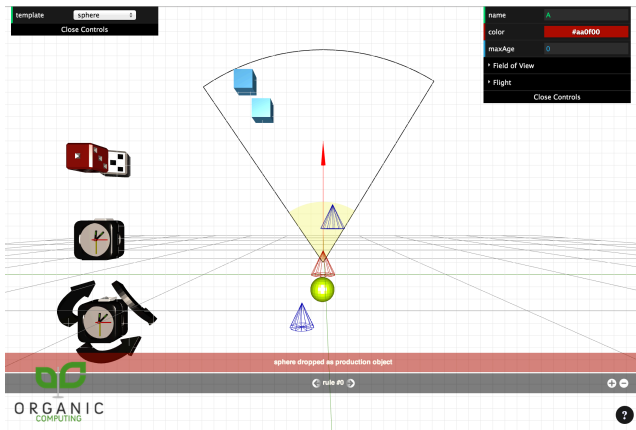 template sphere
Close Controls
name A
color #aa0f00
maxAge 0
Field of View
Flight
Close Controls
sphere dropped as production object
rule #0
ORGANIC
COMPUTING
?